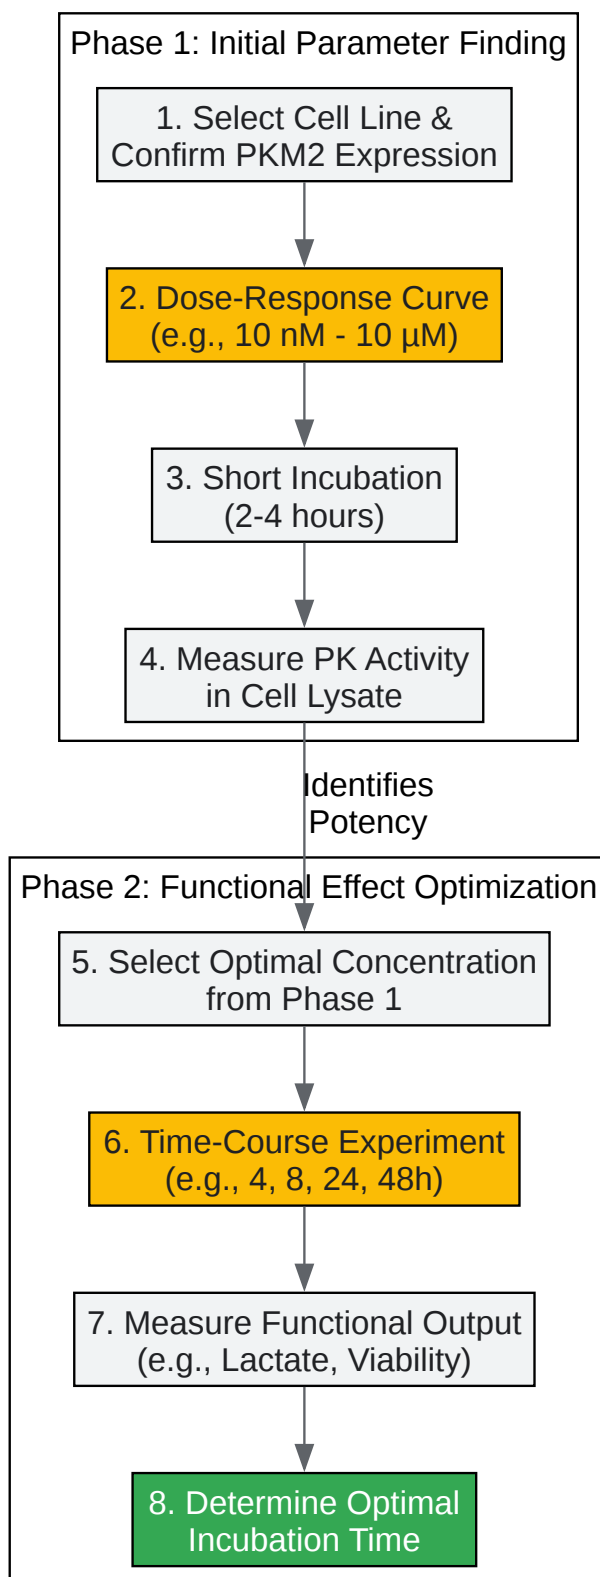 Phase 1: Initial Parameter Finding
1. Select Cell Line &
Confirm PKM2 Expression
2. Dose-Response Curve
(e.g., 10 nM - 10 µM)
3. Short Incubation
(2-4 hours)
4. Measure PK Activity
in Cell Lysate
Identifies
Potency
Phase 2: Functional Effect Optimization
5. Select Optimal Concentration
from Phase 1
6. Time-Course Experiment
(e.g., 4, 8, 24, 48h)
7. Measure Functional Output
(e.g., Lactate, Viability)
8. Determine Optimal
Incubation Time